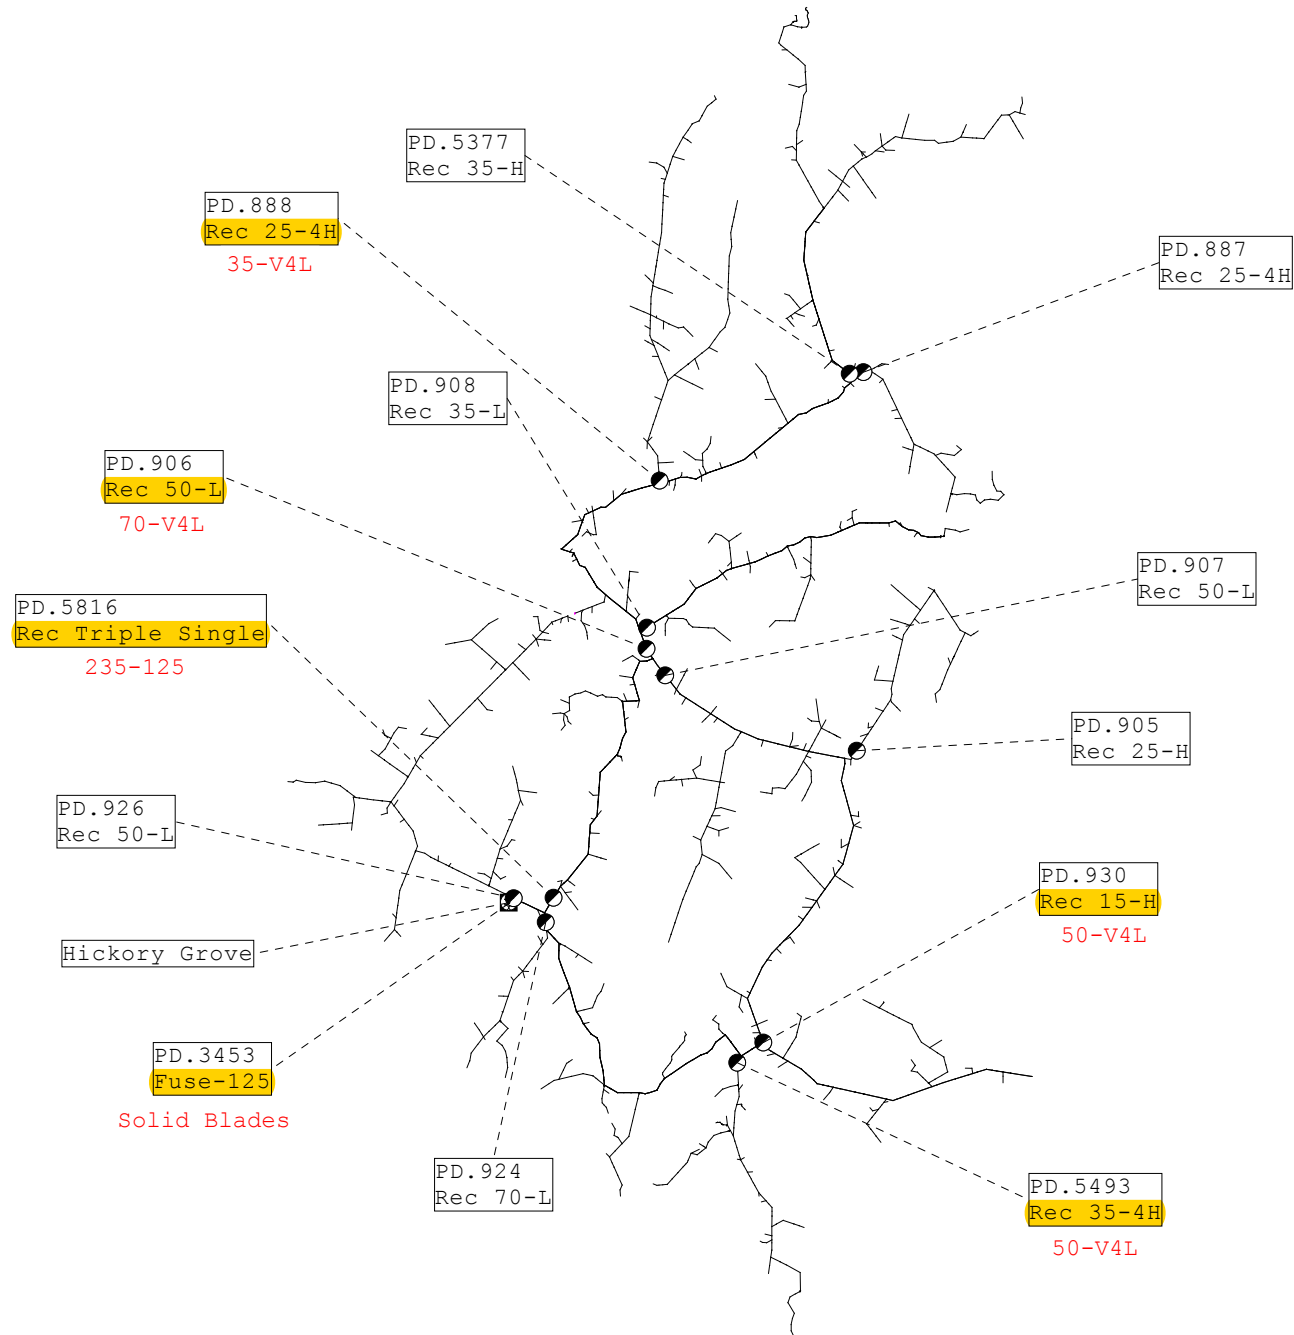 PD.5377
Rec 35-H
PD.888
Rec 25-4H
35-V4L
PD.887
Rec 25-4H
PD.908
Rec 35-L
PD.906
Rec 50-L
70-V4L
PD.907
Rec 50-L
PD.5816
Rec Triple Single
235-125
PD.905
Rec 25-H
PD.926
Rec 50-L
PD.930
Rec 15-H
50-V4L
Hickory Grove
PD.3453
Fuse-125
Solid Blades
PD.924
Rec 70-L
PD.5493
Rec 35-4H
50-V4L